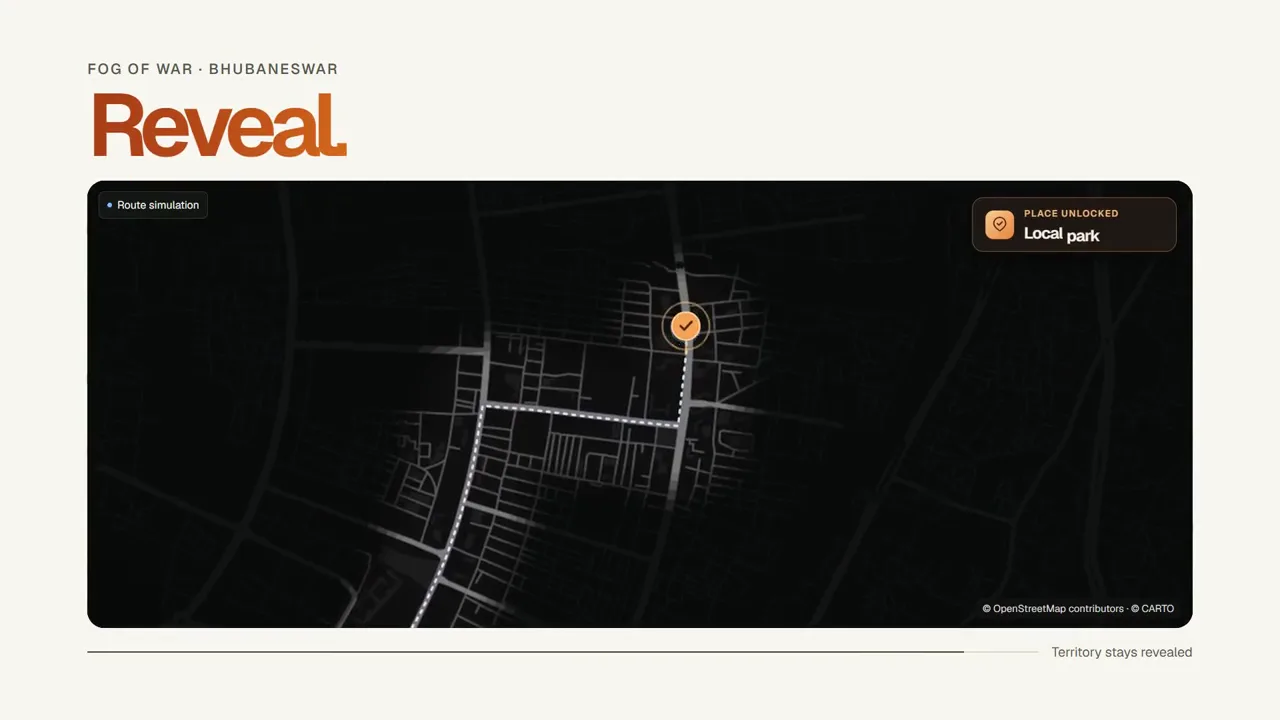 FOG OF WAR · BHUBANESWAR
Reveal.
Route simulation
PLACE UNLOCKED
Local park
© OpenStreetMap contributors · © CARTO
Territory stays revealed